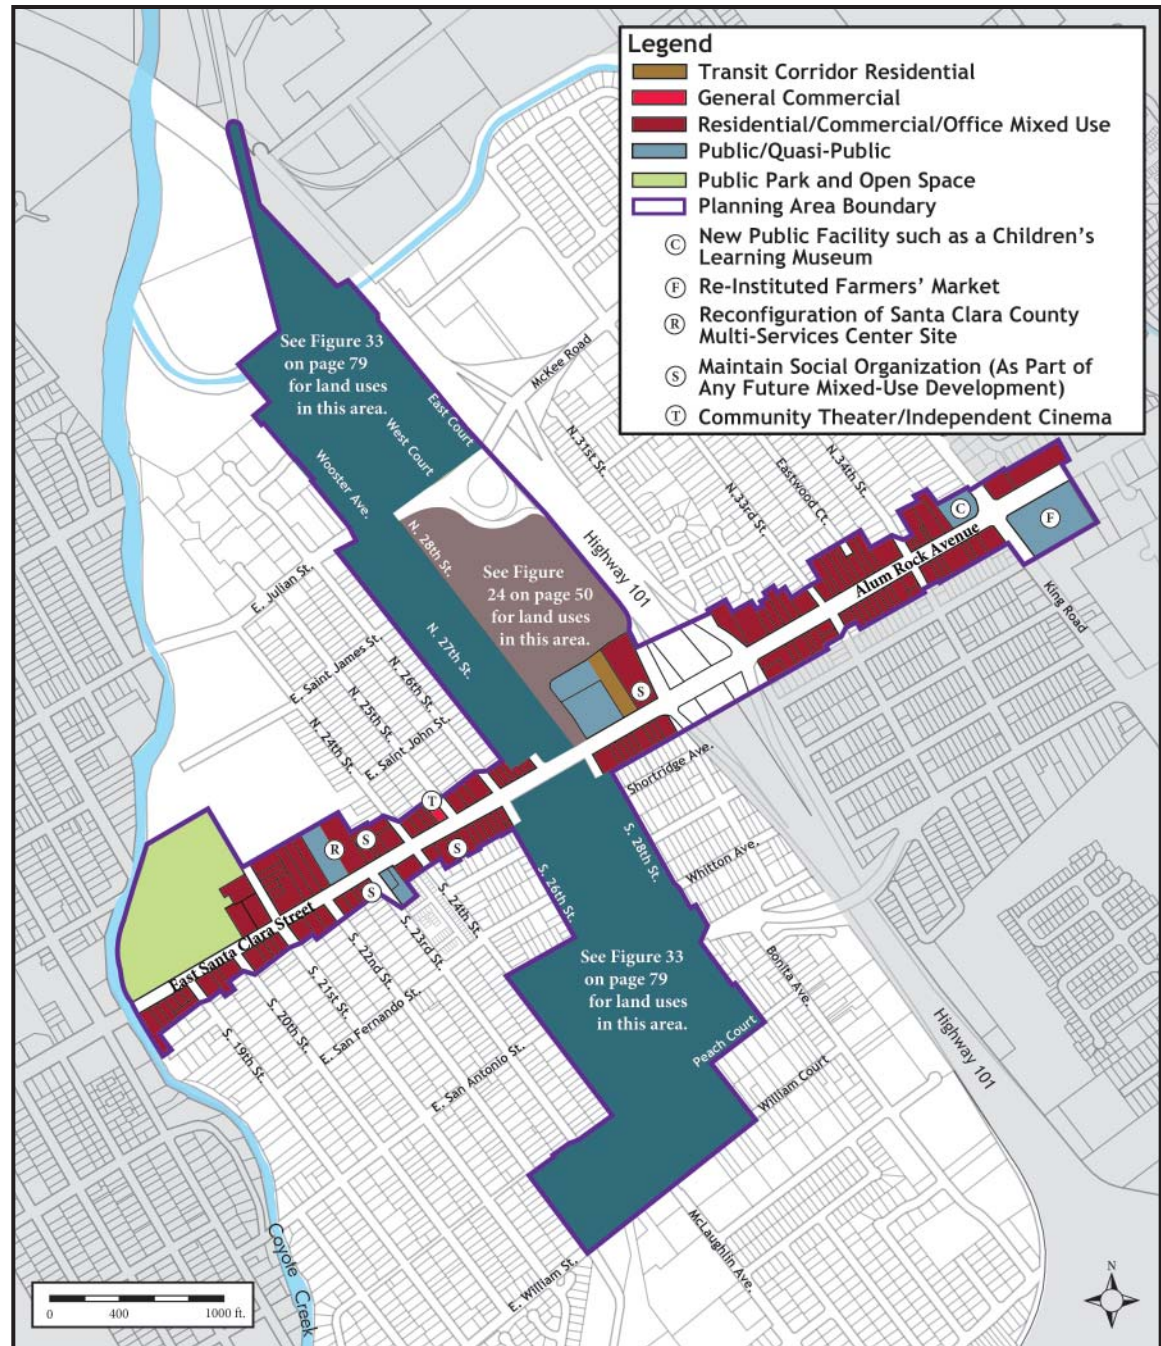 Legend
Transit Corridor Residential
General Commercial
Residential/Commercial/Office Mixed Use
Public/Quasi-Public
Public Park and Open Space
Planning Area Boundary
C New Public Facility such as a Children's
Learning Museum
F Re-Instituted Farmers' Market
R Reconfiguration of Santa Clara County
Multi-Services Center Site
S Maintain Social Organization (As Part of
Any Future Mixed-Use Development)
T Community Theater/Independent Cinema
See Figure 33
on page 79
for land uses
in this area.
McKee Road
East Court
West Court
Wooster Ave.
N. 31st St.
N. 33rd St.
Eastwood Ct.
N. 34th St.
C
F
Alum Rock Avenue
King Road
Highway 101
N. 28th St.
See Figure
24 on page 50
for land uses
in this area.
N. 27th St.
E. Julian St.
E. Saint James St.
N. 26th St.
N. 25th St.
N. 24th St.
E. Saint John St.
S
Shortridge Ave.
T
R
S
S
S
S. 28th St.
Whitton Ave.
S. 26th St.
East Santa Clara Street
S. 24th St.
S. 23rd St.
S. 22nd St.
S. 21st St.
S. 20th St.
S. 19th St.
E. San Fernando St.
E. San Antonio St.
See Figure 33
on page 79
for land uses
in this area.
Bonita Ave.
Peach Court
William Court
Highway 101
McLaughlin Ave.
E. William St.
Coyote Creek
0 400 1000 ft.
N